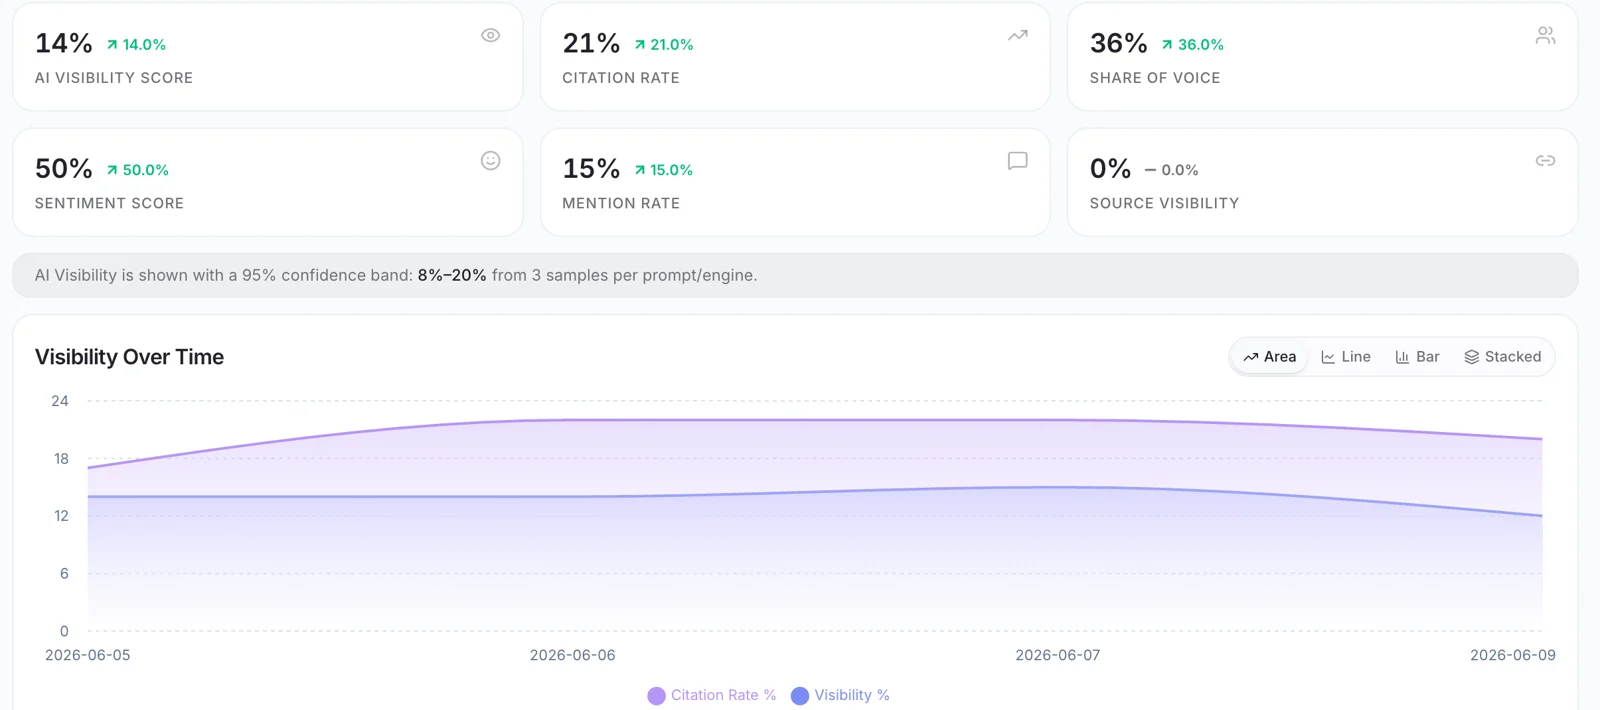 14% 14.0%
AI VISIBILITY SCORE
21% 21.0%
CITATION RATE
36% 36.0%
SHARE OF VOICE
50% 50.0%
SENTIMENT SCORE
15% 15.0%
MENTION RATE
0% – 0.0%
SOURCE VISIBILITY
AI Visibility is shown with a 95% confidence band: 8%–20% from 3 samples per prompt/engine.
Visibility Over Time
Area Line Bar Stacked
24
18
12
6
0
2026-06-05 2026-06-06 2026-06-07 2026-06-09
Citation Rate % Visibility %